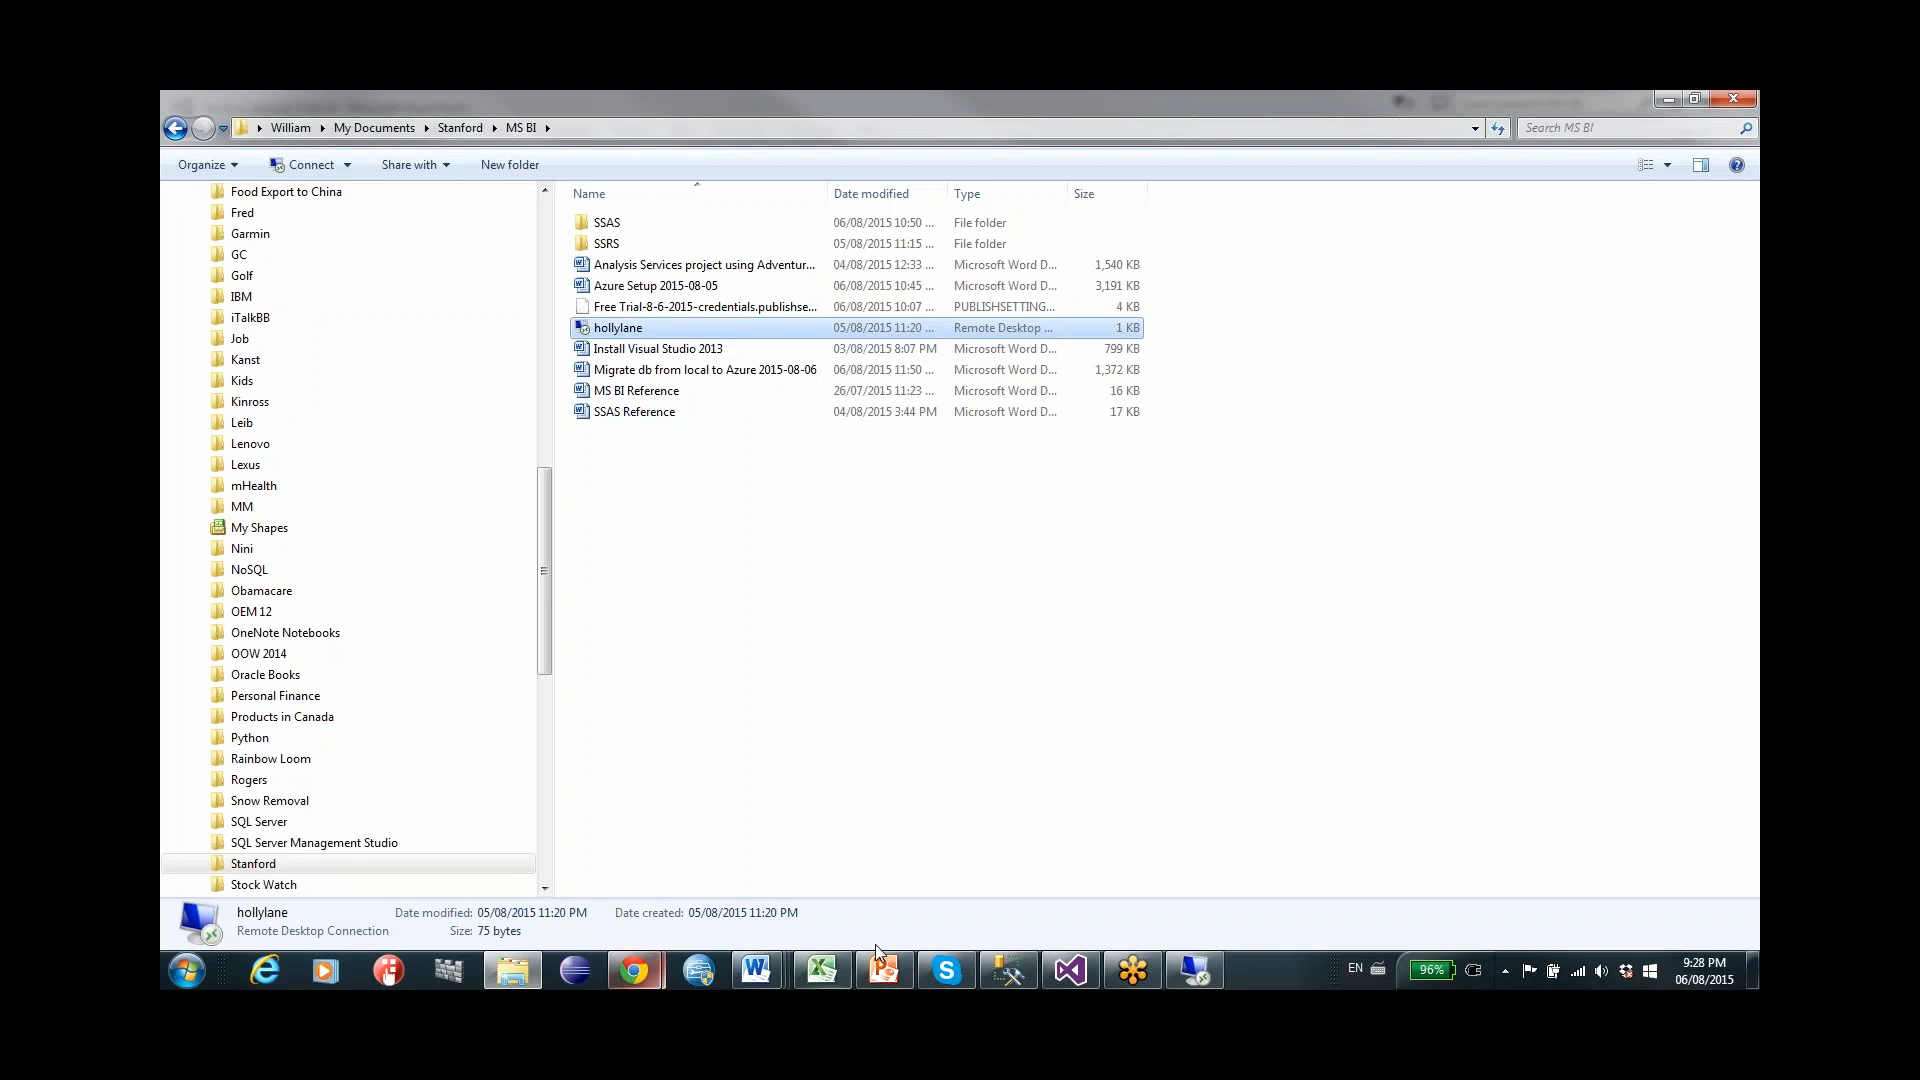 William ▸ My Documents ▸ Stanford ▸ MS BI ▸
Search MS BI
Organize Connect Share with New folder
Name Date modified Type Size
Food Export to China
Fred
Garmin
GC
Golf
IBM
iTalkBB
Job
Kanst
Kids
Kinross
Leib
Lenovo
Lexus
mHealth
MM
My Shapes
Nini
NoSQL
Obamacare
OEM 12
OneNote Notebooks
OOW 2014
Oracle Books
Personal Finance
Products in Canada
Python
Rainbow Loom
Rogers
Snow Removal
SQL Server
SQL Server Management Studio
Stanford
Stock Watch
SSAS 06/08/2015 10:50 ... File folder
SSRS 05/08/2015 11:15 ... File folder
Analysis Services project using Adventur... 04/08/2015 12:33 ... Microsoft Word D... 1,540 KB
Azure Setup 2015-08-05 06/08/2015 10:45 ... Microsoft Word D... 3,191 KB
Free Trial-8-6-2015-credentials.publishse... 06/08/2015 10:07 ... PUBLISHSETTING... 4 KB
hollylane 05/08/2015 11:20 ... Remote Desktop ... 1 KB
Install Visual Studio 2013 03/08/2015 8:07 PM Microsoft Word D... 799 KB
Migrate db from local to Azure 2015-08-06 06/08/2015 11:50 ... Microsoft Word D... 1,372 KB
MS BI Reference 26/07/2015 11:23 ... Microsoft Word D... 16 KB
SSAS Reference 04/08/2015 3:44 PM Microsoft Word D... 17 KB
hollylane Date modified: 05/08/2015 11:20 PM Date created: 05/08/2015 11:20 PM
Remote Desktop Connection Size: 75 bytes
EN 96% 9:28 PM
06/08/2015